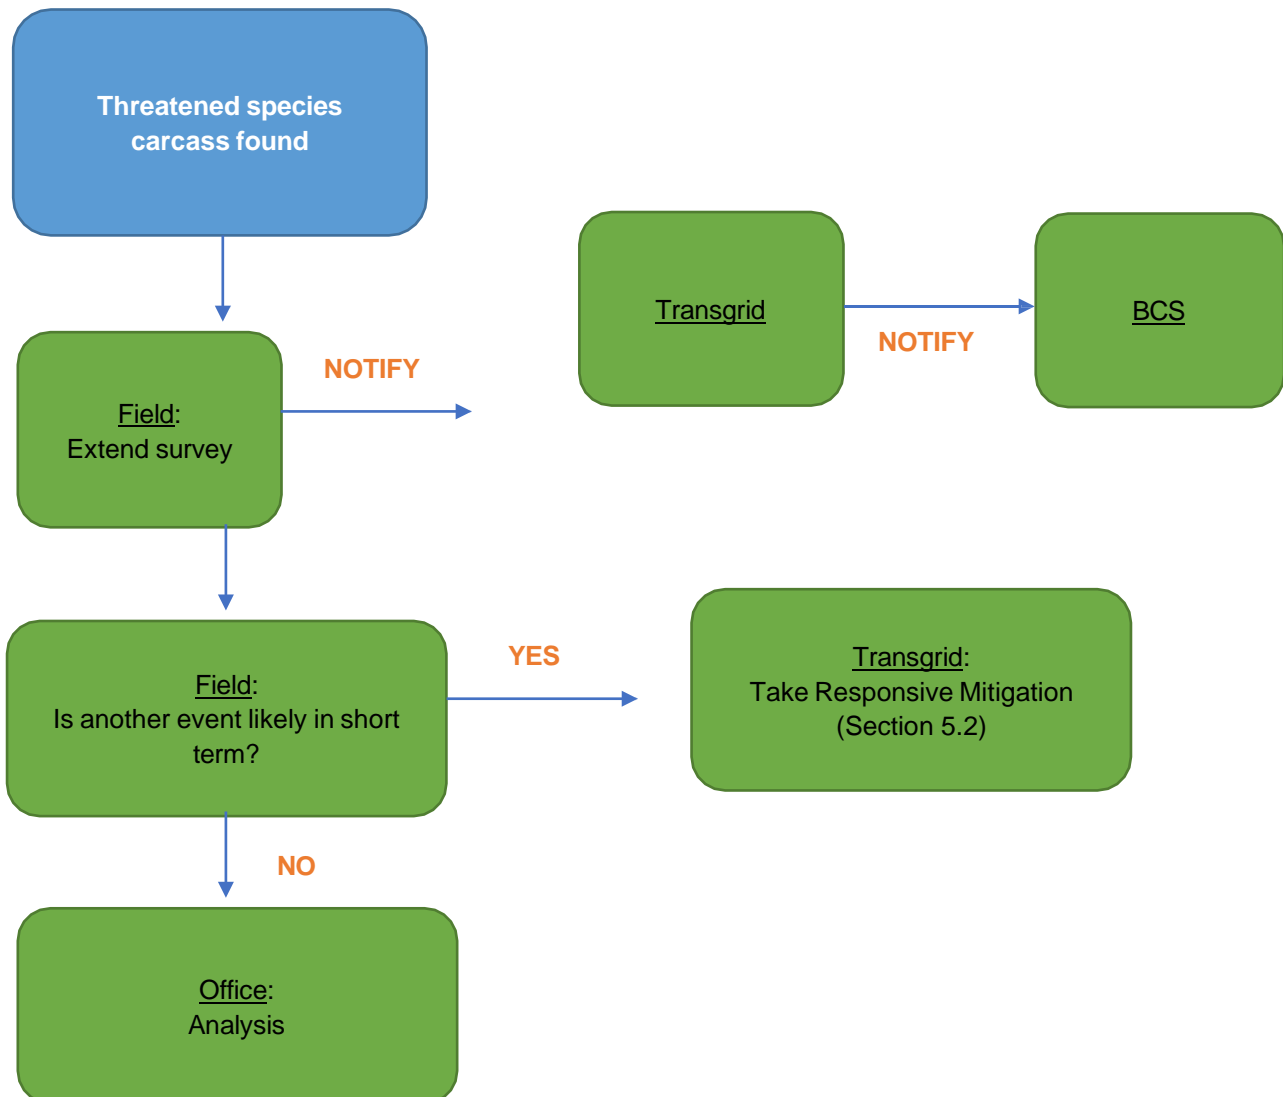 Threatened species
carcass found
Transgrid
NOTIFY
BCS
NOTIFY
Field:
Extend survey
YES
Field:
Is another event likely in short
term?
Transgrid:
Take Responsive Mitigation
(Section 5.2)
NO
Office:
Analysis